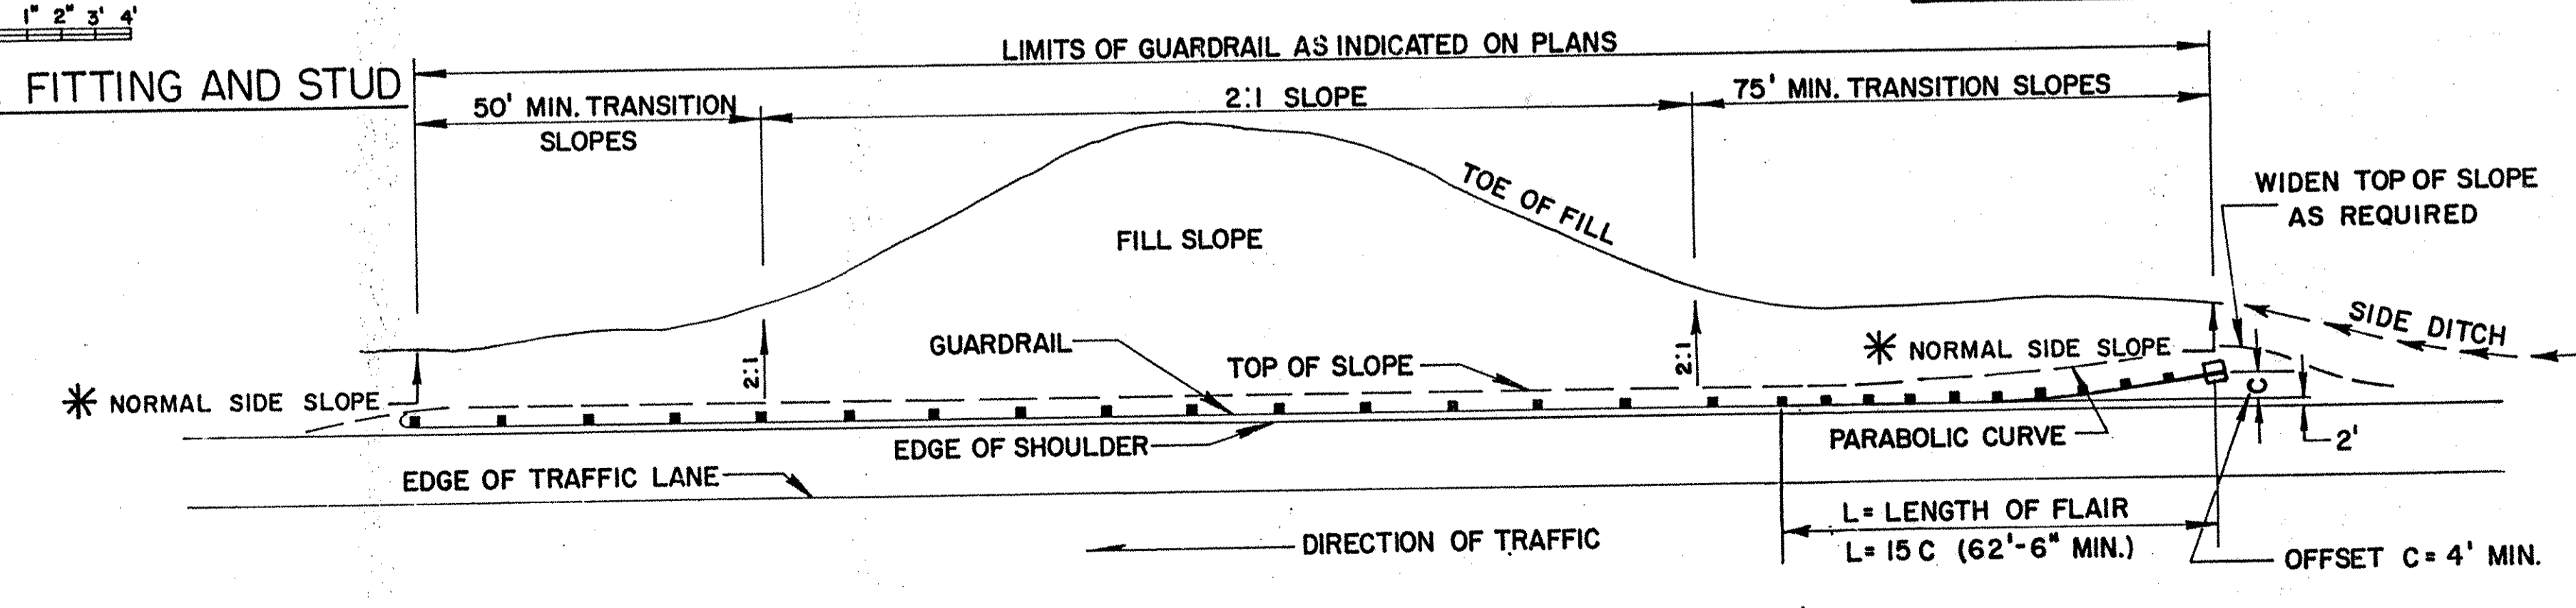 1" 2" 3' 4'
FITTING AND STUD
LIMITS OF GUARDRAIL AS INDICATED ON PLANS
50' MIN. TRANSITION
SLOPES
2:1 SLOPE
75' MIN. TRANSITION SLOPES
TOE OF FILL
WIDEN TOP OF SLOPE
AS REQUIRED
FILL SLOPE
SIDE DITCH
GUARDRAIL
2:1
TOP OF SLOPE
2:1
* NORMAL SIDE SLOPE
* NORMAL SIDE SLOPE
C
EDGE OF SHOULDER
PARABOLIC CURVE
2'
EDGE OF TRAFFIC LANE
L= LENGTH OF FLAIR
L= 15 C (62'-6" MIN.)
DIRECTION OF TRAFFIC
OFFSET C= 4' MIN.